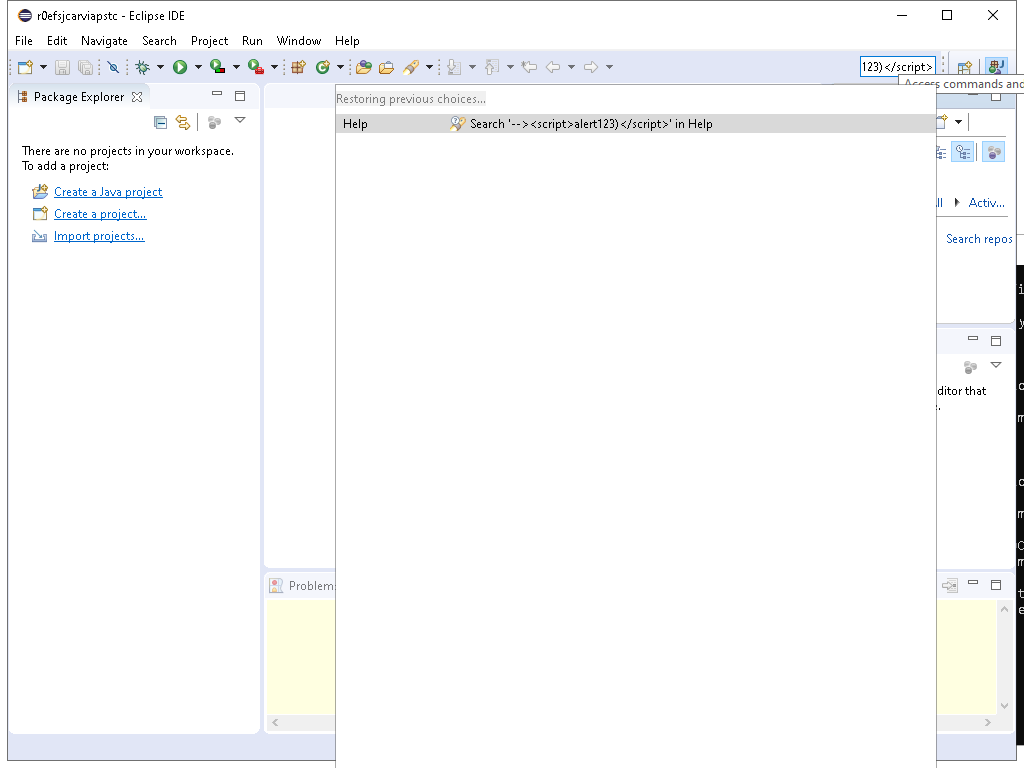 r0efsjcarviapstc - Eclipse IDE
File Edit Navigate Search Project Run Window Help
123)</script>
Access commands and
Package Explorer
Restoring previous choices...
Help Search '--><script>alert123)</script>' in Help
There are no projects in your workspace.
To add a project:
Create a Java project
Create a project...
Import projects...
ll Activ...
Search repos
ditor that
Problem